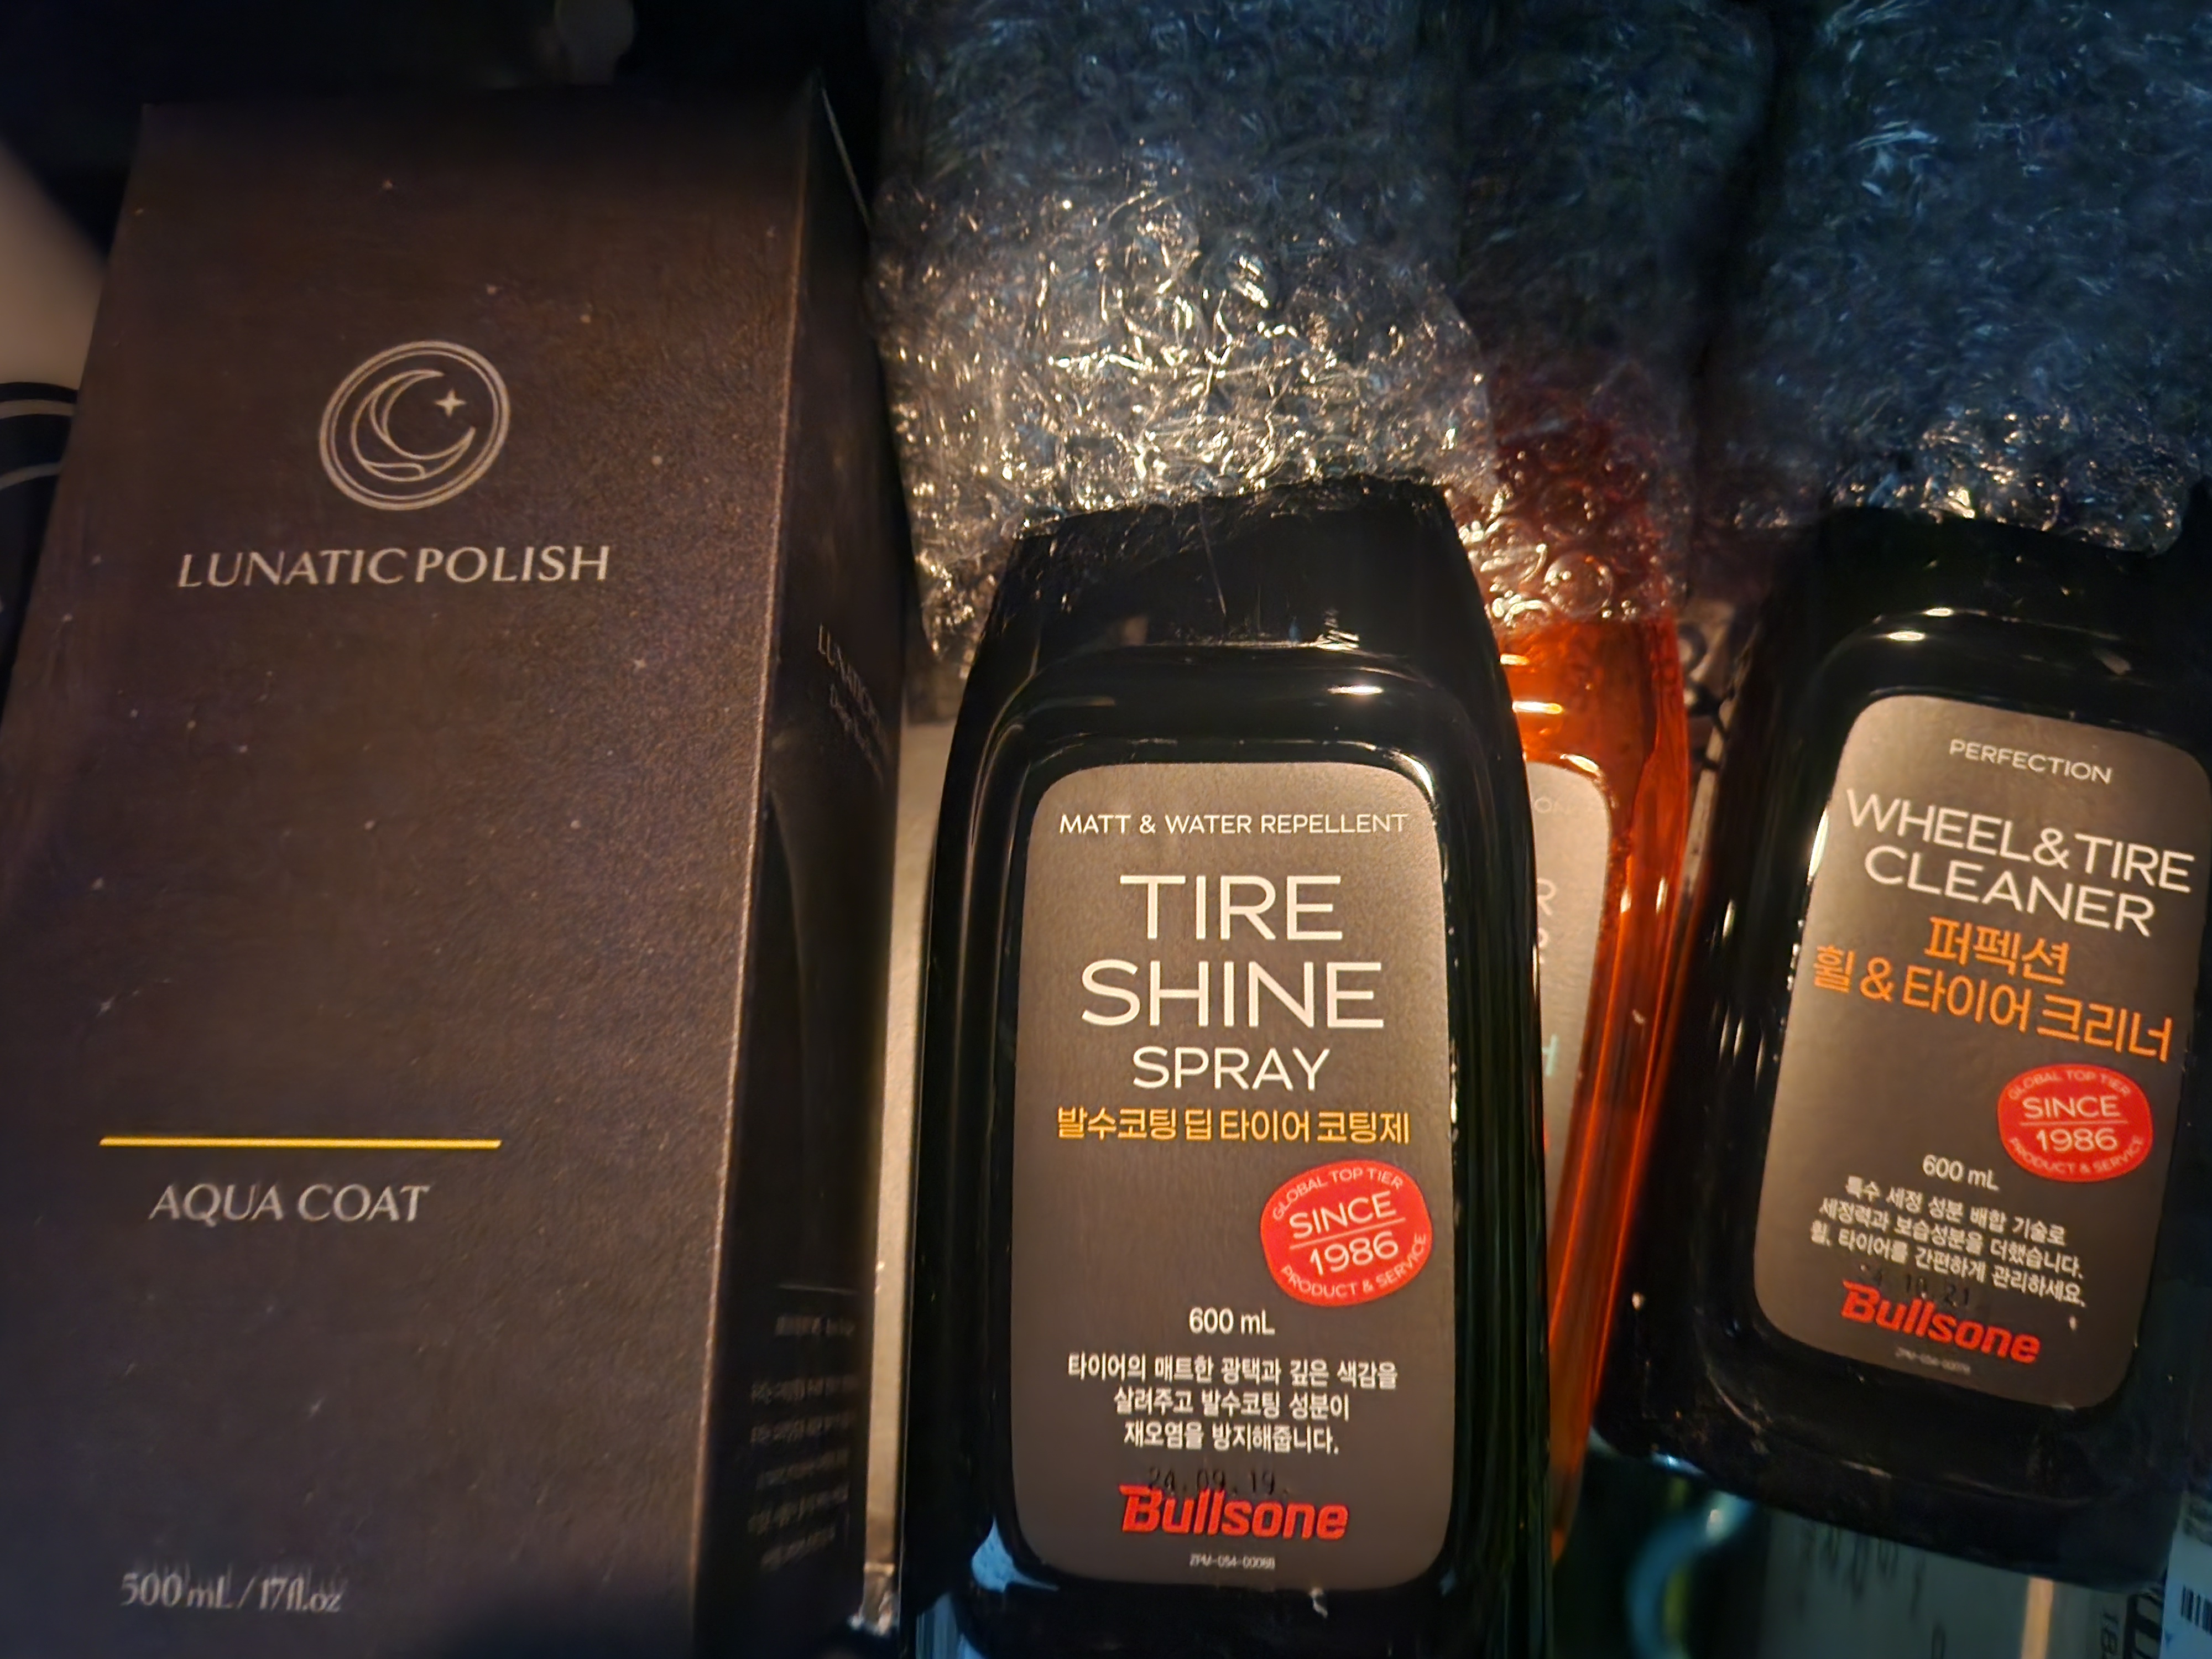 LUNATIC POLISH
AQUA COAT
500 mL / 17fl.oz
MATT & WATER REPELLENT
TIRE
SHINE
SPRAY
발수코팅 딥 타이어 코팅제
GLOBAL TOP TIER
SINCE
1986
PRODUCT & SERVICE
600 mL
타이어의 매트한 광택과 깊은 색감을
살려주고 발수코팅 성분이
재오염을 방지해줍니다.
24.09.19.
Bullsone
PERFECTION
WHEEL&TIRE
CLEANER
퍼펙션
휠 & 타이어 크리너
GLOBAL TOP TIER
SINCE
1986
PRODUCT & SERVICE
600 mL
특수 세정 성분 배합 기술로
세정력과 보습성분을 더했습니다.
휠, 타이어를 간편하게 관리하세요.
Bullsone